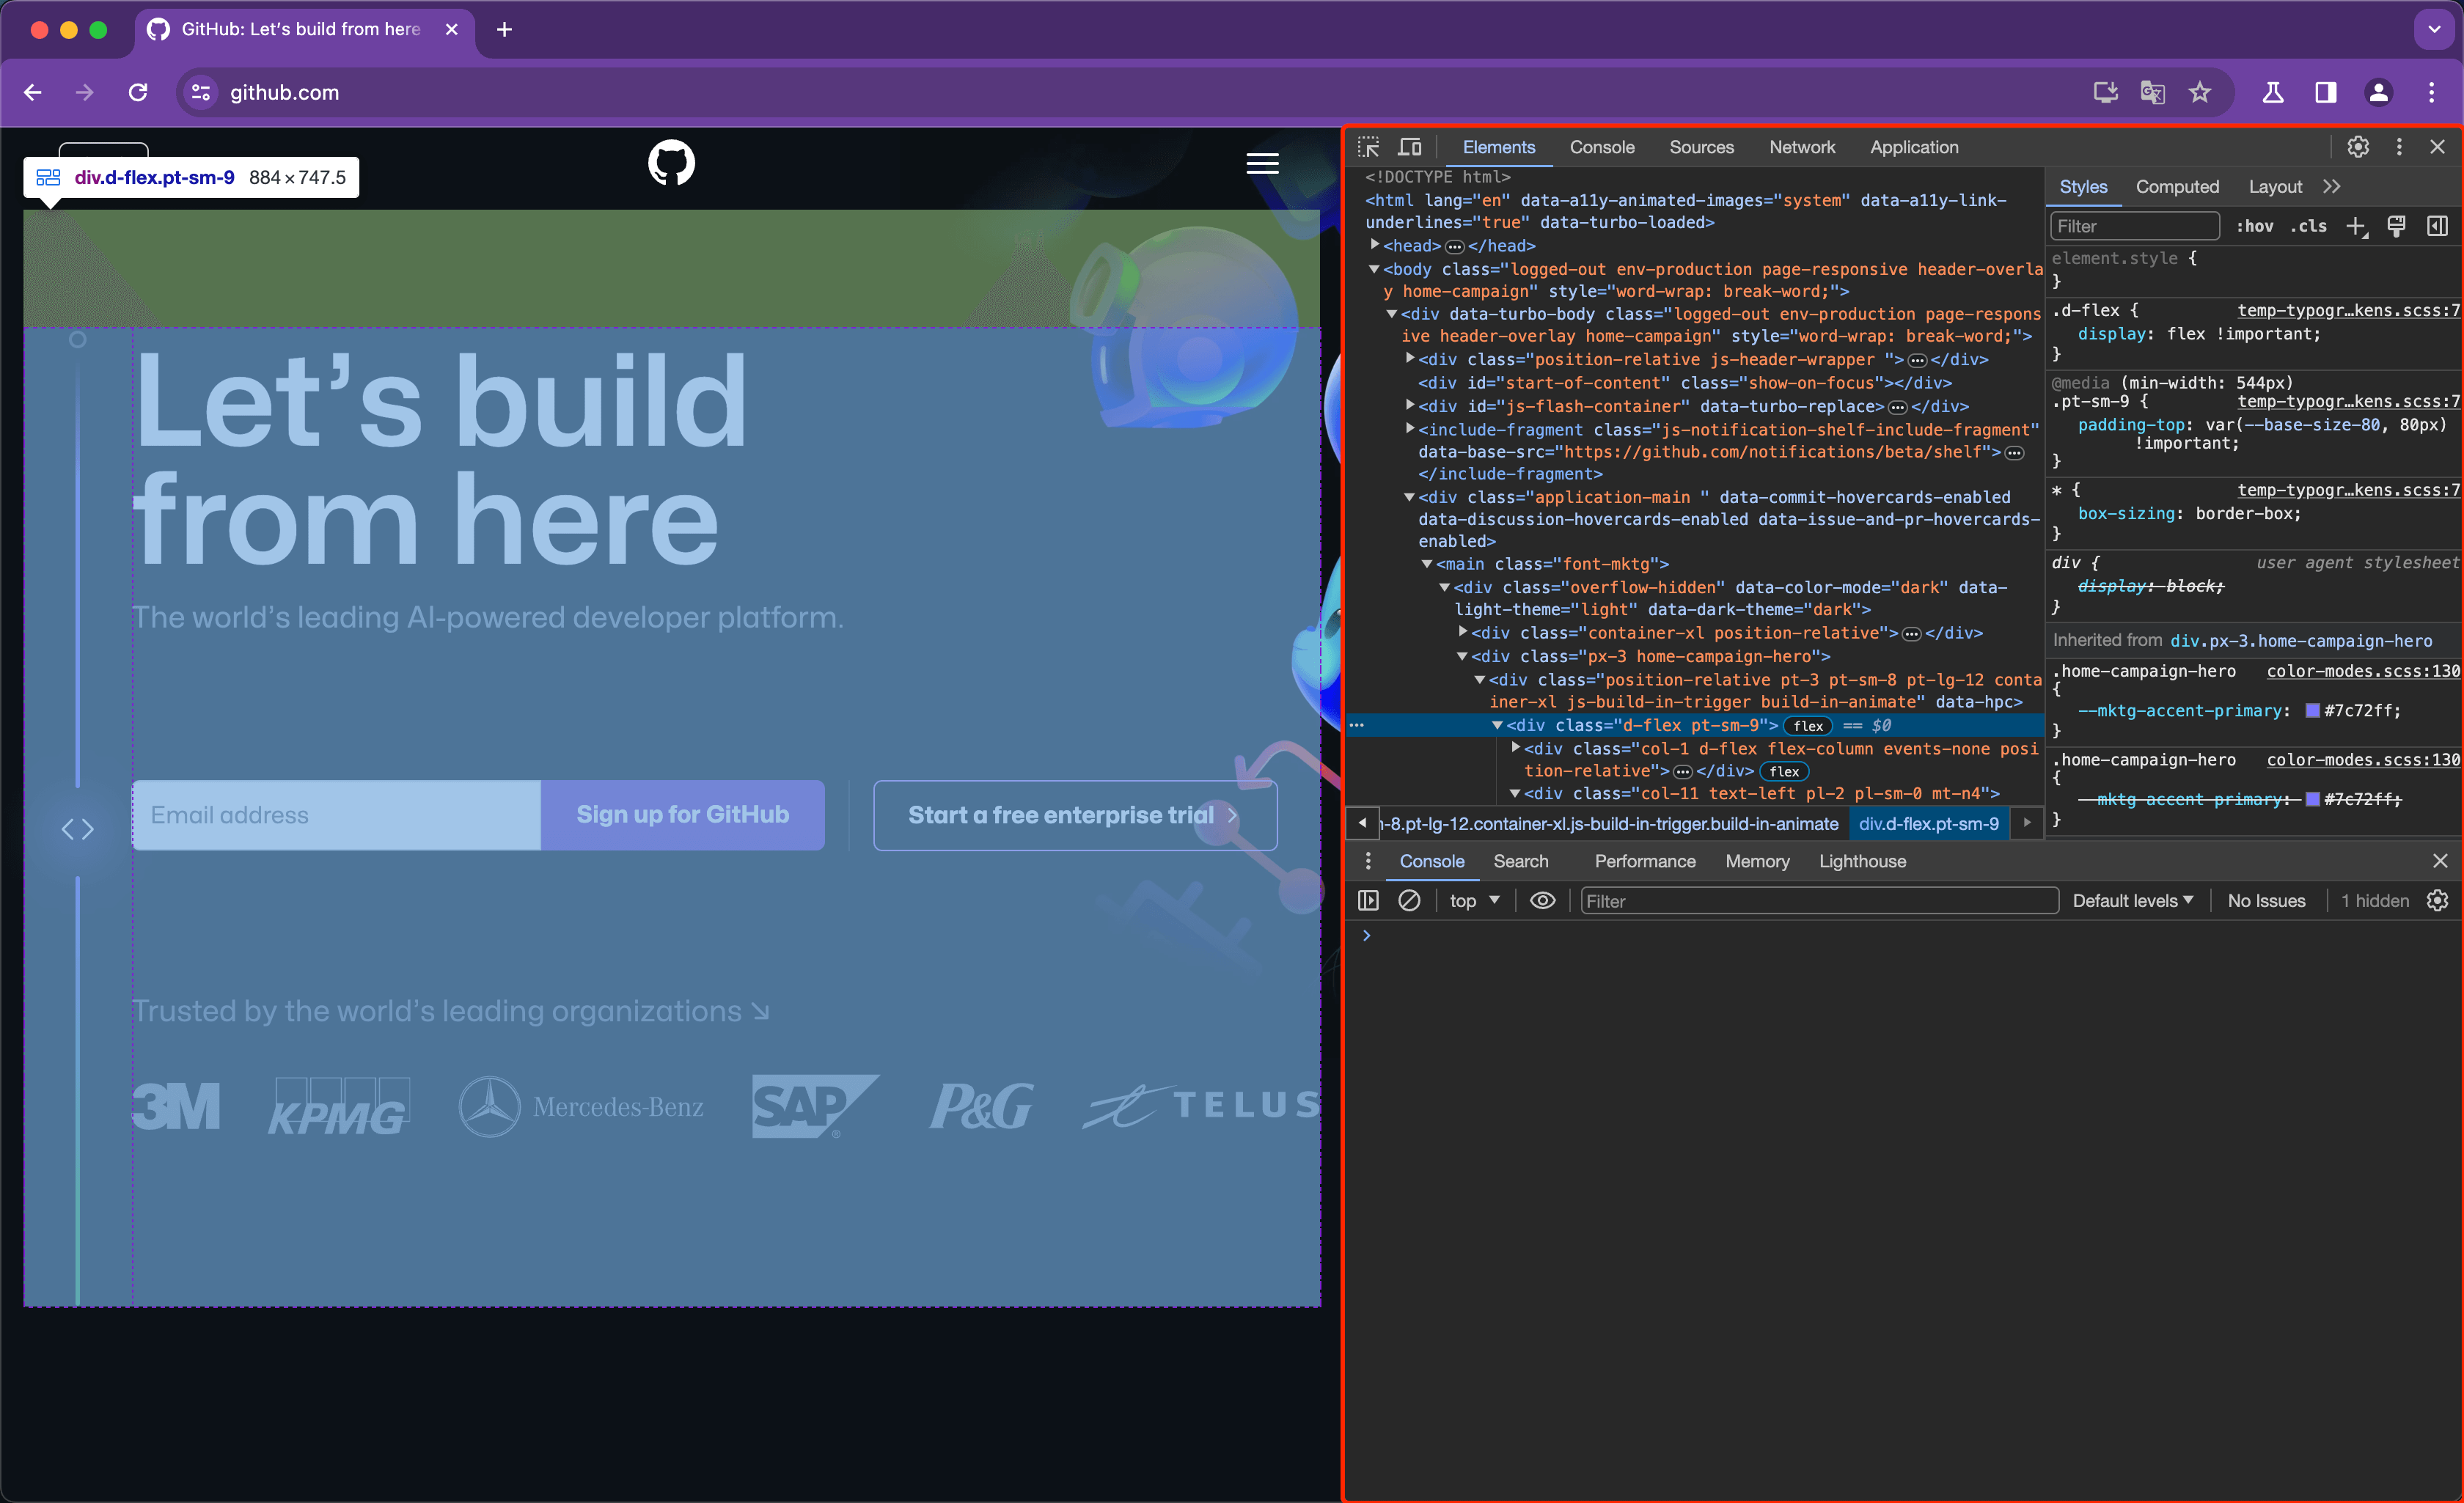 GitHub: Let's build from here
github.com
div.d-flex.pt-sm-9 884×747.5
Let's build
from here
The world's leading AI-powered developer platform.
Email address
Sign up for GitHub
Start a free enterprise trial
Trusted by the world's leading organizations ↘
3M
KPMG
Mercedes-Benz
SAP®
P&G
TELUS
Elements Console Sources Network Application
<!DOCTYPE html>
<html lang="en" data-a11y-animated-images="system" data-a11y-link-
underlines="true" data-turbo-loaded>
<head>…</head>
<body class="logged-out env-production page-responsive header-overla
y home-campaign" style="word-wrap: break-word;">
<div data-turbo-body class="logged-out env-production page-respons
ive header-overlay home-campaign" style="word-wrap: break-word;">
<div class="position-relative js-header-wrapper ">…</div>
<div id="start-of-content" class="show-on-focus"></div>
<div id="js-flash-container" data-turbo-replace>…</div>
<include-fragment class="js-notification-shelf-include-fragment"
data-base-src="https://github.com/notifications/beta/shelf">…
</include-fragment>
<div class="application-main " data-commit-hovercards-enabled
data-discussion-hovercards-enabled data-issue-and-pr-hovercards-
enabled>
<main class="font-mktg">
<div class="overflow-hidden" data-color-mode="dark" data-
light-theme="light" data-dark-theme="dark">
<div class="container-xl position-relative">…</div>
<div class="px-3 home-campaign-hero">
<div class="position-relative pt-3 pt-sm-8 pt-lg-12 conta
iner-xl js-build-in-trigger build-in-animate" data-hpc>
… <div class="d-flex pt-sm-9"> flex == $0
<div class="col-1 d-flex flex-column events-none posi
tion-relative">…</div> flex
<div class="col-11 text-left pl-2 pl-sm-0 mt-n4">
-8.pt-lg-12.container-xl.js-build-in-trigger.build-in-animate div.d-flex.pt-sm-9
Styles Computed Layout
Filter :hov .cls
element.style {
}
.d-flex { temp-typogr…kens.scss:7
display: flex !important;
}
@media (min-width: 544px)
.pt-sm-9 { temp-typogr…kens.scss:7
padding-top: var(--base-size-80, 80px)
!important;
}
* { temp-typogr…kens.scss:7
box-sizing: border-box;
}
div { user agent stylesheet
display: block;
}
Inherited from div.px-3.home-campaign-hero
.home-campaign-hero color-modes.scss:130
{
--mktg-accent-primary: #7c72ff;
}
.home-campaign-hero color-modes.scss:130
{
--mktg-accent-primary: #7c72ff;
}
Console Search Performance Memory Lighthouse
top Filter Default levels No Issues 1 hidden